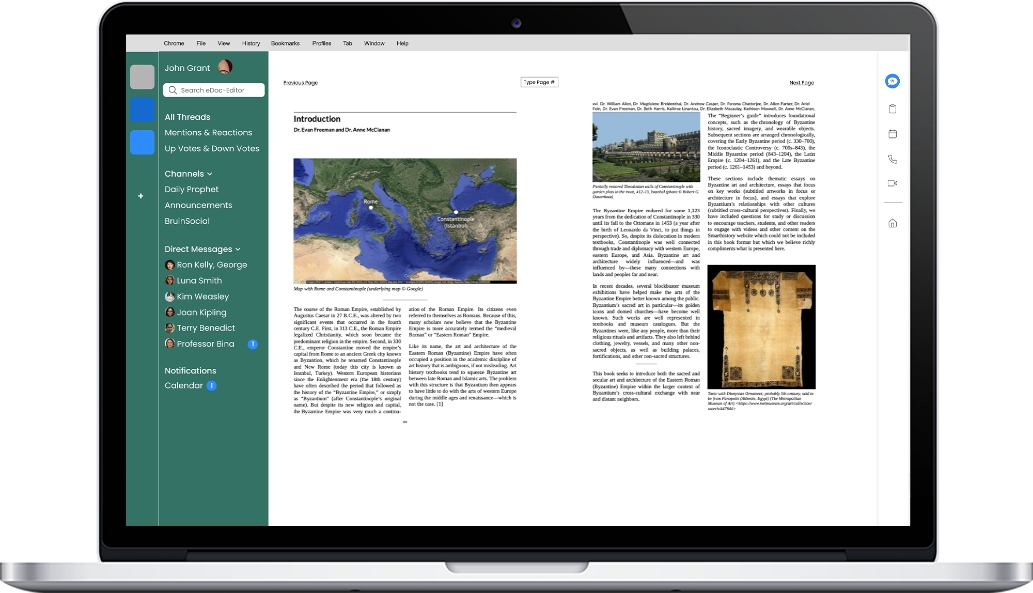 Chrome File View History Bookmarks Profiles Tab Window Help
John Grant
Search eDoc-Editor
All Threads
Mentions & Reactions
Up Votes & Down Votes
Channels
Daily Prophet
Announcements
BruinSocial
Direct Messages
Ron Kelly, George
Luna Smith
Kim Weasley
Joan Kipling
Terry Benedict
Professor Bina 1
Notifications
Calendar 1
Previous Page
Type Page #
Next Page
Introduction
Dr. Evan Freeman and Dr. Anne McClanan
Rome
Constantinople
(Istanbul)
Map with Rome and Constantinople (underlying map © Google)
The course of the Roman Empire, established by
Augustus Caesar in 27 B.C.E., was altered by two
significant events that occurred in the fourth
century C.E. First, in 313 C.E., the Roman Empire
legalized Christianity, which soon became the
predominant religion in the empire. Second, in 330
C.E., emperor Constantine moved the empire's
capital from Rome to an ancient Greek city known
as Byzantion, which he renamed Constantinople
and New Rome (today this city is known as
Istanbul, Turkey). Western European historians
since the Enlightenment era (the 18th century)
have often described the period that followed as
the history of the "Byzantine Empire," or simply
as "Byzantium" (after Constantinople's original
name). But despite its new religion and capital,
the Byzantine Empire was very much a continu-
ation of the Roman Empire. Its citizens even
referred to themselves as Romans. Because of this,
many scholars now believe that the Byzantine
Empire is more accurately termed the "medieval
Roman" or "Eastern Roman" Empire.
Like its name, the art and architecture of the
Eastern Roman (Byzantine) Empire have often
occupied a position in the academic discipline of
art history that is ambiguous, if not misleading. Art
history textbooks tend to squeeze Byzantine art
between late Roman and Islamic arts. The problem
with this structure is that Byzantium then appears
to have little to do with the arts of western Europe
during the middle ages and renaissance—which is
not the case. [1]
xvi Dr. William Allen, Dr. Magdalene Breidenthal, Dr. Andrew Casper, Dr. Paroma Chatterjee, Dr. Allen Farber, Dr. Ariel
Fein, Dr. Evan Freeman, Dr. Beth Harris, Kallirroe Linardou, Dr. Elizabeth Macaulay, Kathleen Maxwell, Dr. Anne McClanan,
Partially restored Theodosian walls of Constantinople with
garden plots in the moat, 412–13, Istanbul (photo: © Robert G.
Ousterhout)
The Byzantine Empire endured for some 1,123
years from the dedication of Constantinople in 330
until its fall to the Ottomans in 1453 (a year after
the birth of Leonardo da Vinci, to put things in
perspective). So, despite its dislocation in modern
textbooks, Constantinople was well connected
through trade and diplomacy with western Europe,
eastern Europe, and Asia. Byzantine art and
architecture widely influenced—and was
influenced by—these many connections with
lands and peoples far and near.
In recent decades, several blockbuster museum
exhibitions have helped make the arts of the
Byzantine Empire better known among the public.
Byzantium's sacred art in particular—its golden
icons and domed churches—have become well
known. Such works are well represented in
textbooks and museum catalogues. But the
Byzantines were, like any people, more than their
religious rituals and artifacts. They also left behind
clothing, jewelry, vessels, and many other non-
sacred objects, as well as building palaces,
fortifications, and other non-sacred structures.
This book seeks to introduce both the sacred and
secular art and architecture of the Eastern Roman
(Byzantine) Empire within the larger context of
Byzantium's cross-cultural exchange with near
and distant neighbors.
The "Beginner's guide" introduces foundational
concepts, such as the chronology of Byzantine
history, sacred imagery, and wearable objects.
Subsequent sections are arranged chronologically,
covering the Early Byzantine period (c. 330–700),
the Iconoclastic Controversy (c. 700s–843), the
Middle Byzantine period (843–1204), the Latin
Empire (c. 1204–1261), and the Late Byzantine
period (c. 1261–1453) and beyond.
These sections include thematic essays on
Byzantine art and architecture, essays that focus
on key works (subtitled artworks in focus or
architecture in focus), and essays that explore
Byzantium's relationships with other cultures
(subtitled cross-cultural perspectives). Finally, we
have included questions for study or discussion
to encourage teachers, students, and other readers
to engage with videos and other content on the
Smarthistory website which could not be included
in this book format but which we believe richly
compliments what is presented here.
Tunic with Dionysian Ornament, probably 5th century, said to
be from Panopolis (Akhmim, Egypt) (The Metropolitan
Museum of Art)